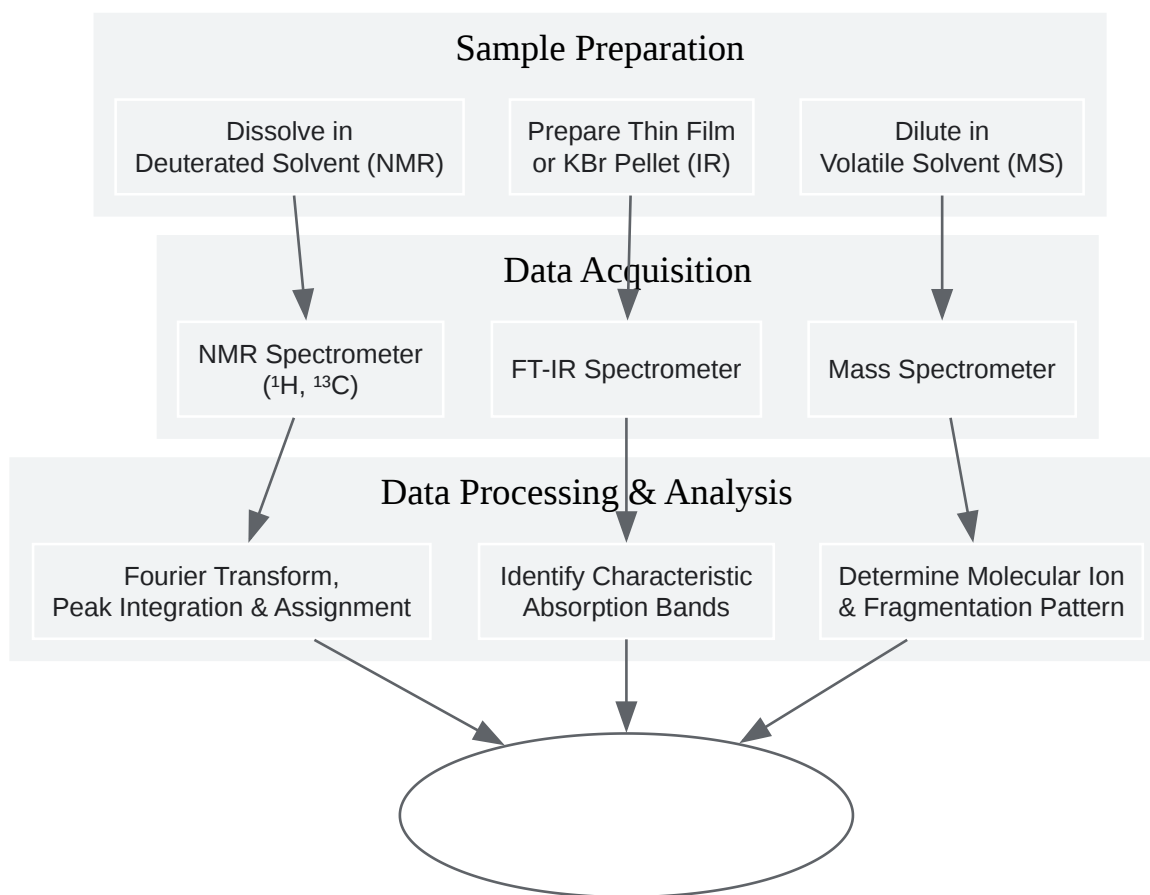 Sample Preparation
Dissolve in
Deuterated Solvent (NMR)
Prepare Thin Film
or KBr Pellet (IR)
Dilute in
Volatile Solvent (MS)
Data Acquisition
NMR Spectrometer
(¹H, ¹³C)
FT-IR Spectrometer
Mass Spectrometer
Data Processing & Analysis
Fourier Transform,
Peak Integration & Assignment
Identify Characteristic
Absorption Bands
Determine Molecular Ion
& Fragmentation Pattern